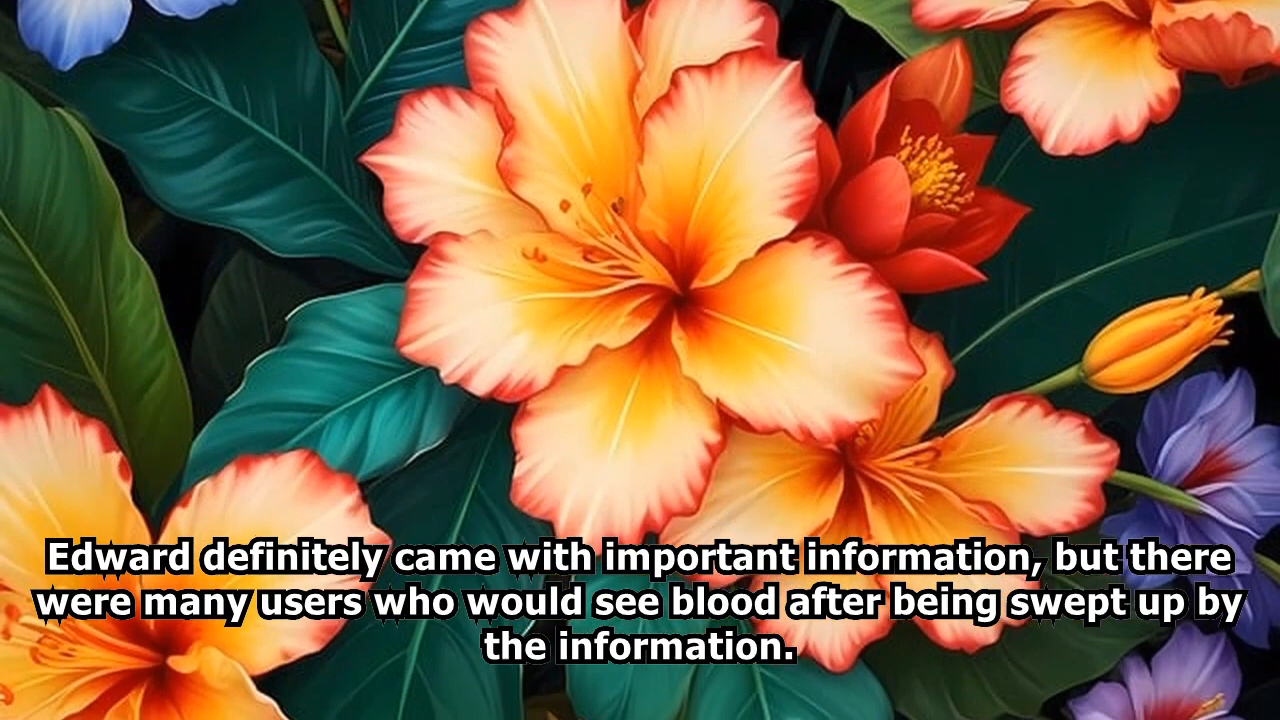 Edward definitely came with important information, but there
were many users who would see blood after being swept up by
the information.